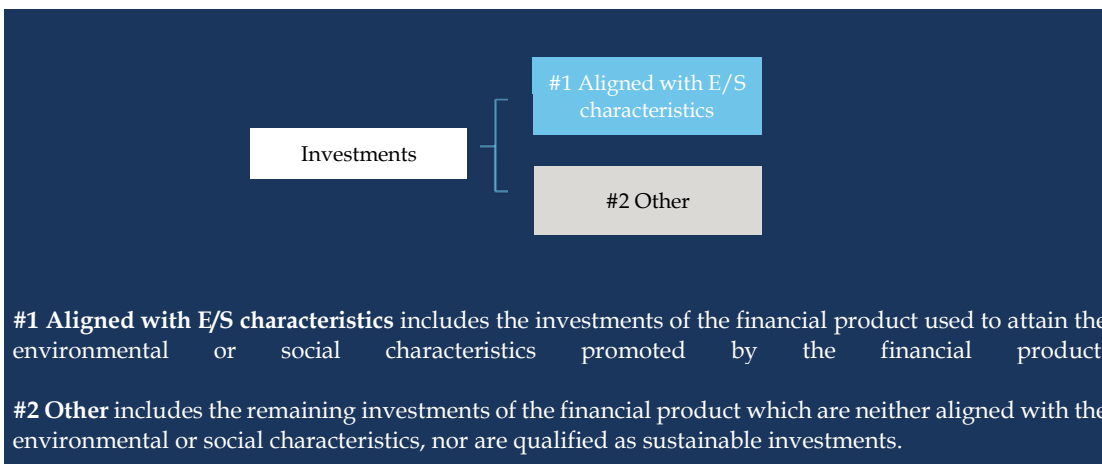 #1 Aligned with E/S
characteristics
Investments
#2 Other
#1 Aligned with E/S characteristics includes the investments of the financial product used to attain the
environmental or social characteristics promoted by the financial product
#2 Other includes the remaining investments of the financial product which are neither aligned with the
environmental or social characteristics, nor are qualified as sustainable investments.